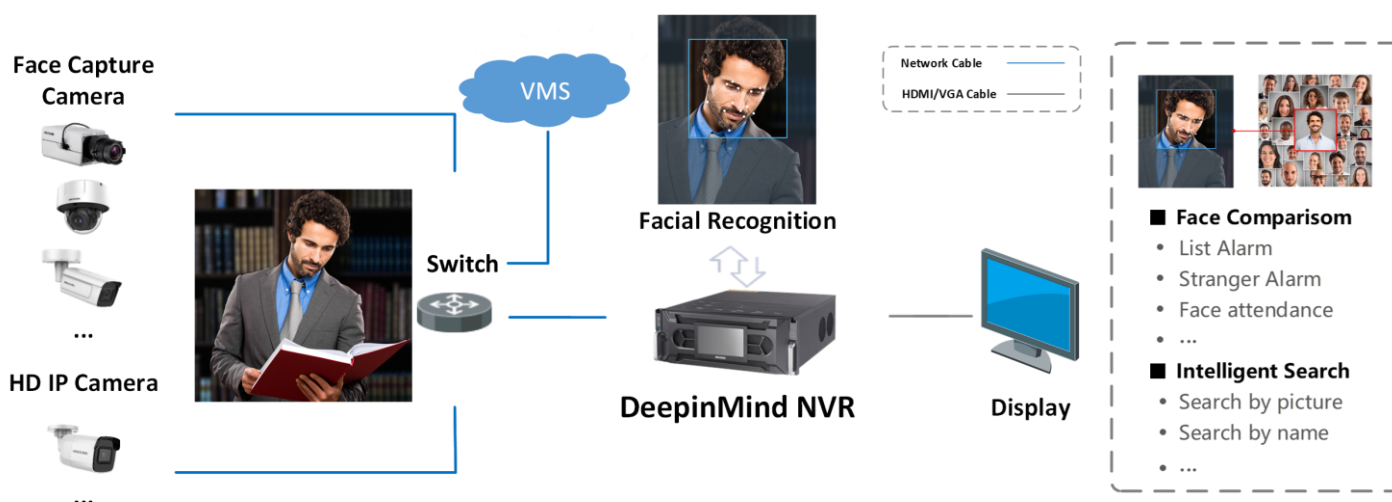 Face Capture
Camera
...
HD IP Camera
...
VMS
Switch
Facial Recognition
DeepinMind NVR
Display
Network Cable
HDMI/VGA Cable
■ Face Comparisom
• List Alarm
• Stranger Alarm
• Face attendance
• ...
■ Intelligent Search
• Search by picture
• Search by name
• ...